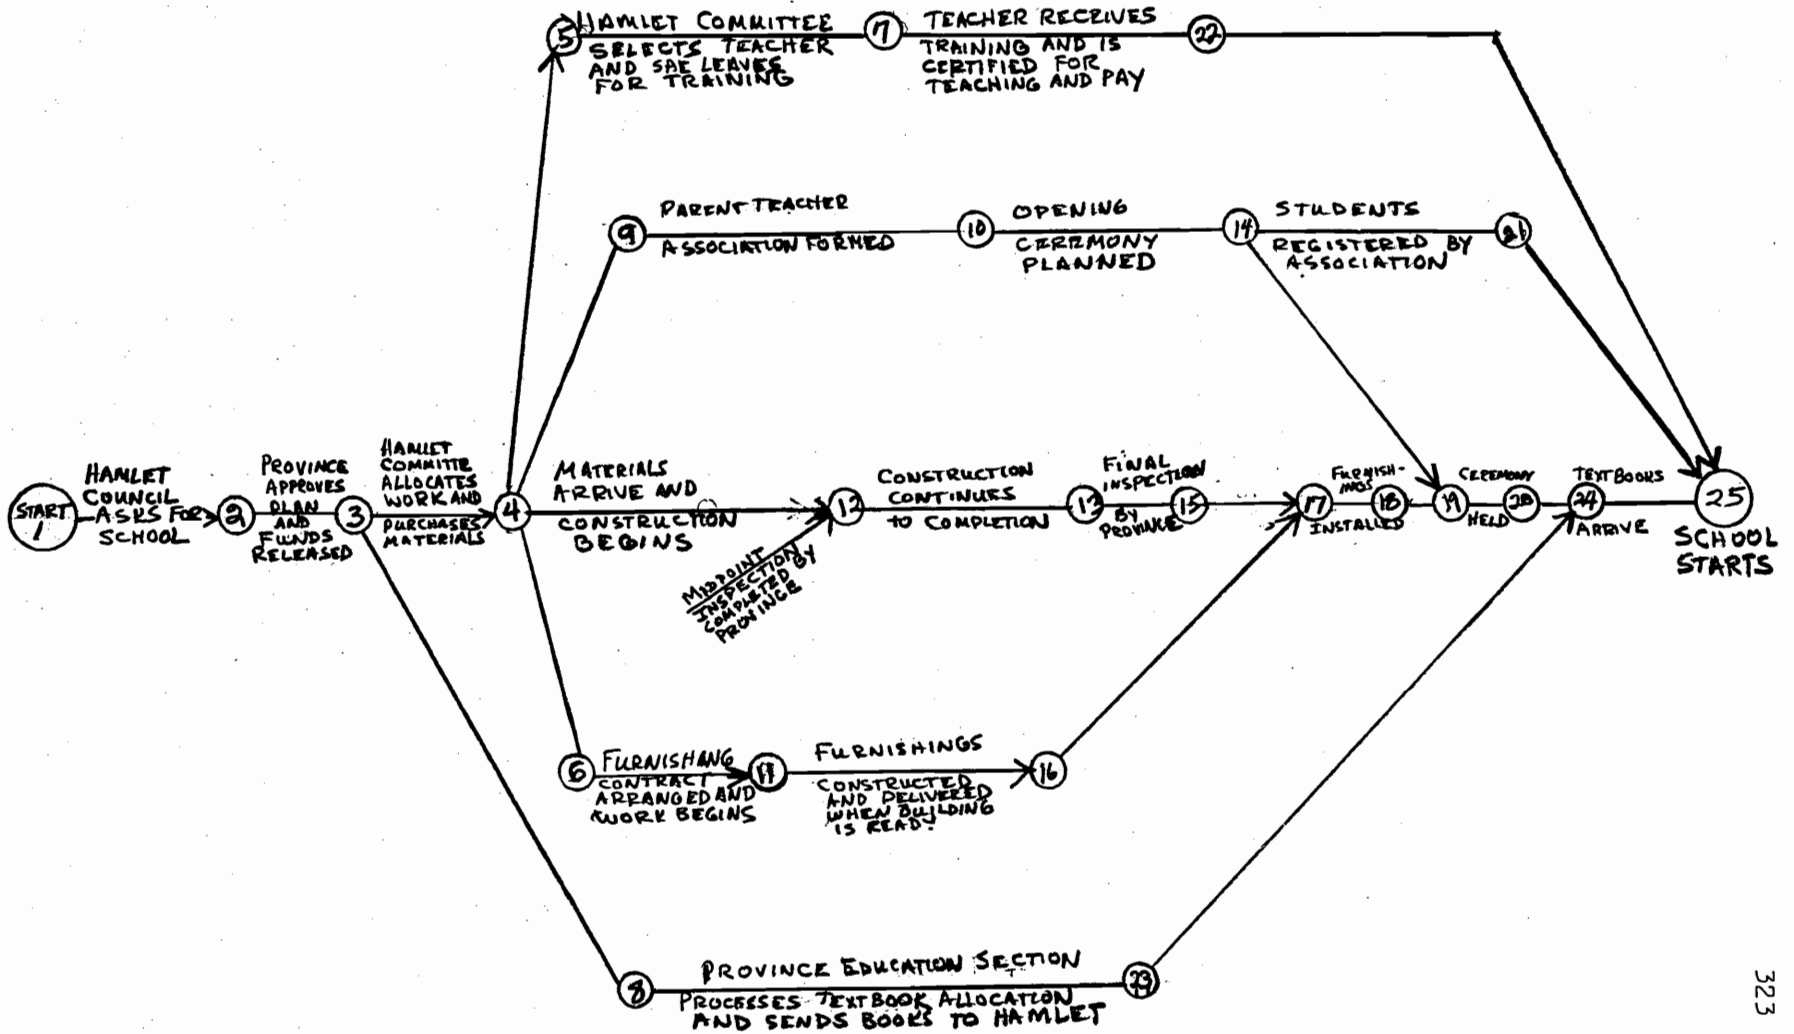 5
HAMLET COMMITTEE
SELECTS TEACHER
AND SHE LEAVES
FOR TRAINING
7
TEACHER RECEIVES
TRAINING AND IS
CERTIFIED FOR
TEACHING AND PAY
22
9
PARENT TEACHER
ASSOCIATION FORMED
10
OPENING
CEREMONY
PLANNED
14
STUDENTS
REGISTERED BY
ASSOCIATION
21
START
1
HAMLET
COUNCIL
ASKS FOR
SCHOOL
2
PROVINCE
APPROVES
PLAN
AND
FUNDS
RELEASED
3
HAMLET
COMMITTE
ALLOCATES
WORK AND
PURCHASES
MATERIALS
4
MATERIALS
ARRIVE AND
CONSTRUCTION
BEGINS
MIDPOINT
INSPECTION
COMPLETED BY
PROVINCE
12
CONSTRUCTION
CONTINUES
TO COMPLETION
13
FINAL
INSPECTION
BY
PROVINCE
15
17
FURNISH-
INGS
INSTALLED
18
19
CEREMONY
HELD
20
24
TEXTBOOKS
ARRIVE
25
SCHOOL
STARTS
6
FURNISHING
CONTRACT
ARRANGED AND
WORK BEGINS
11
FURNISHINGS
CONSTRUCTED
AND DELIVERED
WHEN BUILDING
IS READY.
16
8
PROVINCE EDUCATION SECTION
PROCESSES TEXTBOOK ALLOCATION
AND SENDS BOOKS TO HAMLET
23
323